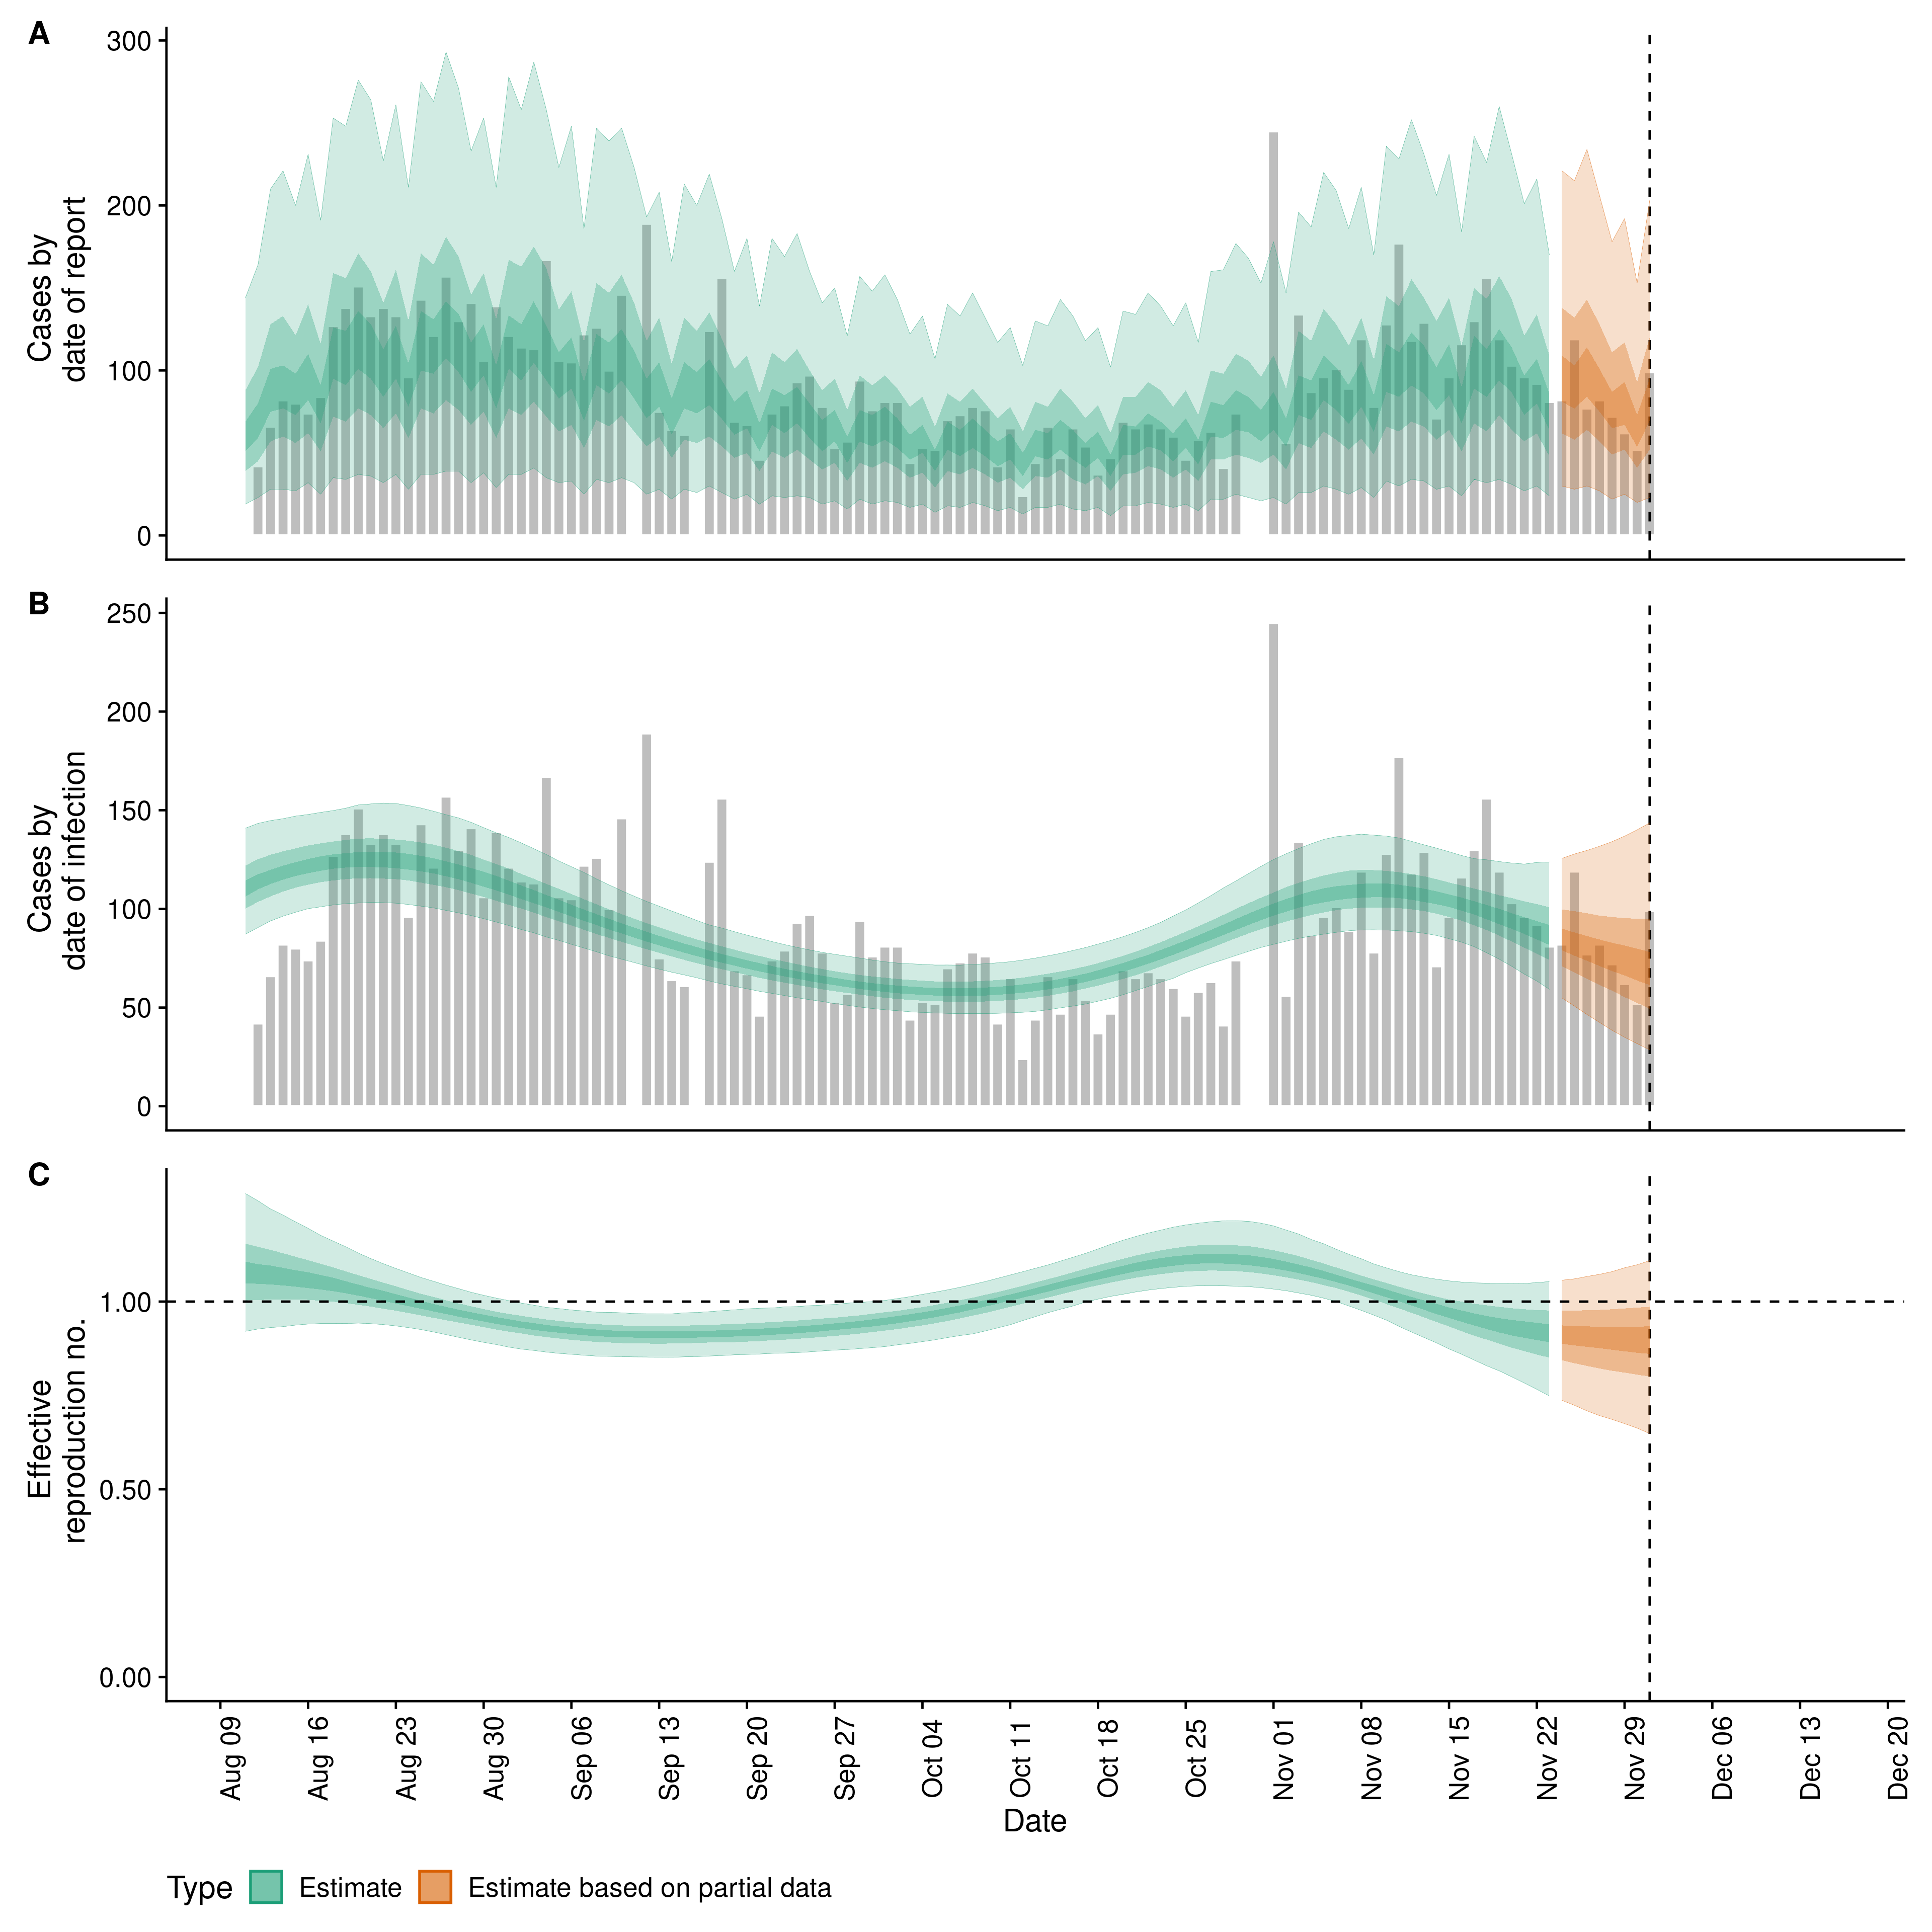 A
300
200
100
0
Cases by
date of report
B
250
200
150
100
50
0
Cases by
date of infection
C
1.00
0.50
0.00
Effective
reproduction no.
Aug 09
Aug 16
Aug 23
Aug 30
Sep 06
Sep 13
Sep 20
Sep 27
Oct 04
Oct 11
Oct 18
Oct 25
Nov 01
Nov 08
Nov 15
Nov 22
Nov 29
Dec 06
Dec 13
Dec 20
Date
Type Estimate Estimate based on partial data